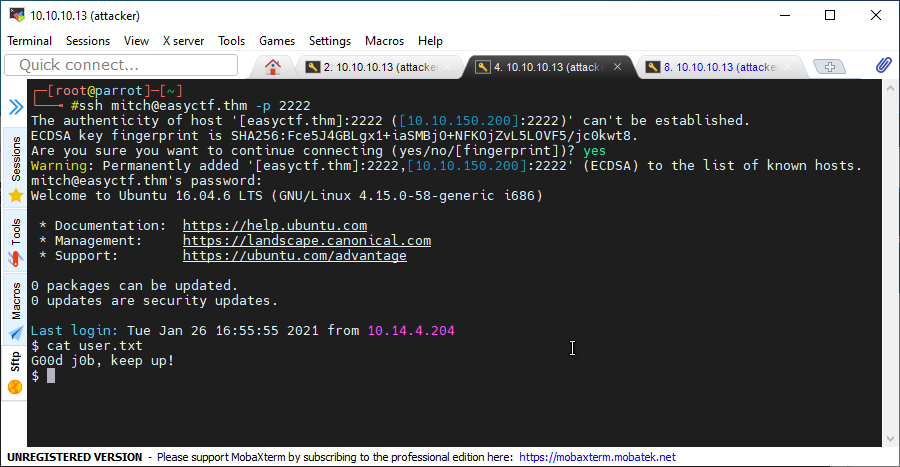 10.10.10.13 (attacker)
Terminal Sessions View X server Tools Games Settings Macros Help
Quick connect...
2. 10.10.10.13 (attacke
4. 10.10.10.13 (attack
8. 10.10.10.13 (attacke
Sessions
Tools
Macros
Sftp
┌─[root@parrot]─[~]
└──╼ #ssh mitch@easyctf.thm -p 2222
The authenticity of host '[easyctf.thm]:2222 ([10.10.150.200]:2222)' can't be established.
ECDSA key fingerprint is SHA256:Fce5J4GBLgx1+iaSMBjO+NFKOjZvL5LOVF5/jc0kwt8.
Are you sure you want to continue connecting (yes/no/[fingerprint])? yes
Warning: Permanently added '[easyctf.thm]:2222,[10.10.150.200]:2222' (ECDSA) to the list of known hosts.
mitch@easyctf.thm's password:
Welcome to Ubuntu 16.04.6 LTS (GNU/Linux 4.15.0-58-generic i686)
* Documentation: https://help.ubuntu.com
* Management: https://landscape.canonical.com
* Support: https://ubuntu.com/advantage
0 packages can be updated.
0 updates are security updates.
Last login: Tue Jan 26 16:55:55 2021 from 10.14.4.204
$ cat user.txt
G00d j0b, keep up!
$
UNREGISTERED VERSION - Please support MobaXterm by subscribing to the professional edition here: https://mobaxterm.mobatek.net